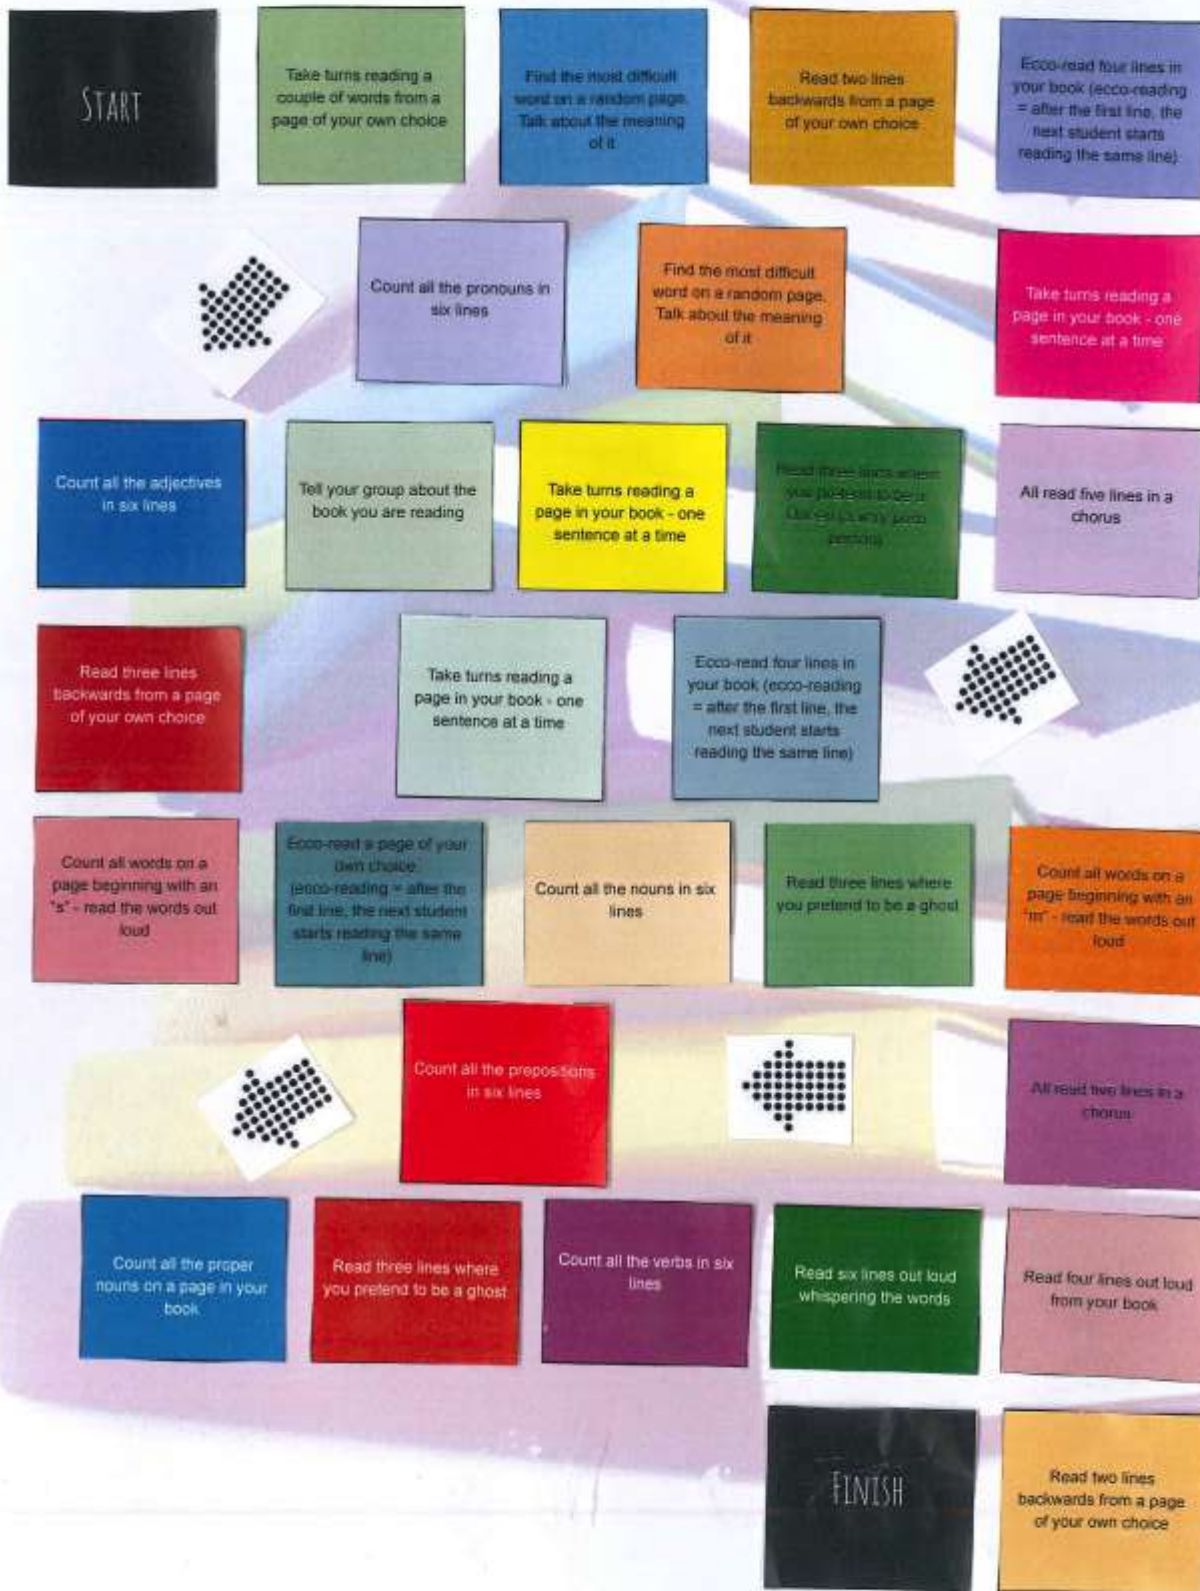 START
Take turns reading a
couple of words from a
page of your own choice
Find the most difficult
word on a random page.
Talk about the meaning
of it
Read two lines
backwards from a page
of your own choice
Ecco-read four lines in
your book (ecco-reading
= after the first line, the
next student starts
reading the same line)
Count all the pronouns in
six lines
Find the most difficult
word on a random page.
Talk about the meaning
of it
Take turns reading a
page in your book - one
sentence at a time
Count all the adjectives
in six lines
Tell your group about the
book you are reading
Take turns reading a
page in your book - one
sentence at a time
Read three lines where
you pretend to be a
person
All read five lines in a
chorus
Read three lines
backwards from a page
of your own choice
Take turns reading a
page in your book - one
sentence at a time
Ecco-read four lines in
your book (ecco-reading
= after the first line, the
next student starts
reading the same line)
Count all words on a
page beginning with an
"s" - read the words out
loud
Ecco-read a page of your
own choice
(ecco-reading = after the
first line, the next student
starts reading the same
line)
Count all the nouns in six
lines
Read three lines where
you pretend to be a ghost
Count all words on a
page beginning with an
"m" - read the words out
loud
Count all the prepositions
in six lines
All read five lines in a
chorus
Count all the proper
nouns on a page in your
book
Read three lines where
you pretend to be a ghost
Count all the verbs in six
lines
Read six lines out loud
whispering the words
Read four lines out loud
from your book
FINISH
Read two lines
backwards from a page
of your own choice